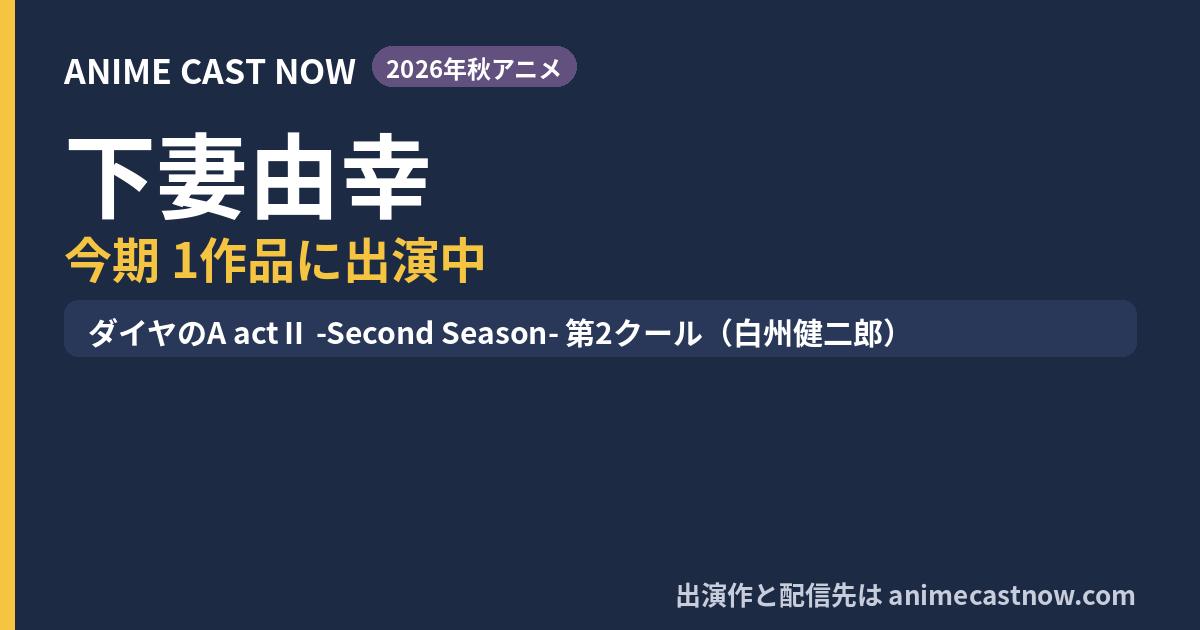 ANIME CAST NOW 2026年秋アニメ
下妻由幸
今期 1作品に出演中
ダイヤのA actⅡ -Second Season- 第2クール（白州健二郎）
出演作と配信先は animecastnow.com